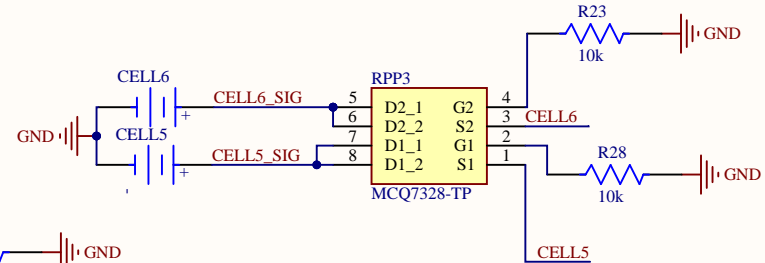 R23
GND
10k
CELL6
RPP3
CELL6_SIG
5
D2_1
G2
4
+
6
D2_2
S2
3
CELL6
GND
CELL5
7
D1_1
G1
2
CELL5_SIG
8
D1_2
S1
1
R28
+
GND
MCQ7328-TP
10k
GND
CELL5